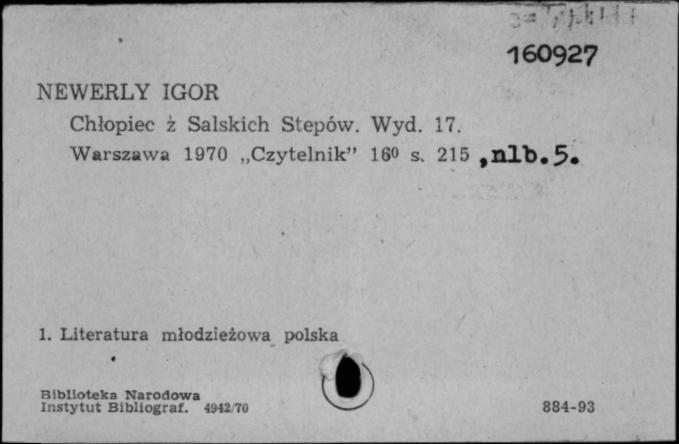 160927
NEWERLY IGOR
Chłopiec ż Salskich Stepów. Wyd. 17.
Warszawa 1970 „Czytelnik” 16⁰ s. 215 ,nlb.5.
1. Literatura młodzieżowa polska
Biblioteka Narodowa
Instytut Bibliograf. 4942/70
884-93